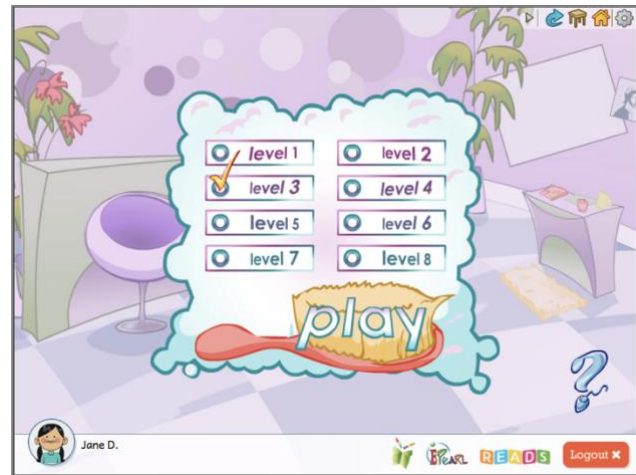 level 1 level 2
level 3 level 4
level 5 level 6
level 7 level 8
play
?
Jane D. EPEARL READS Logout ✖